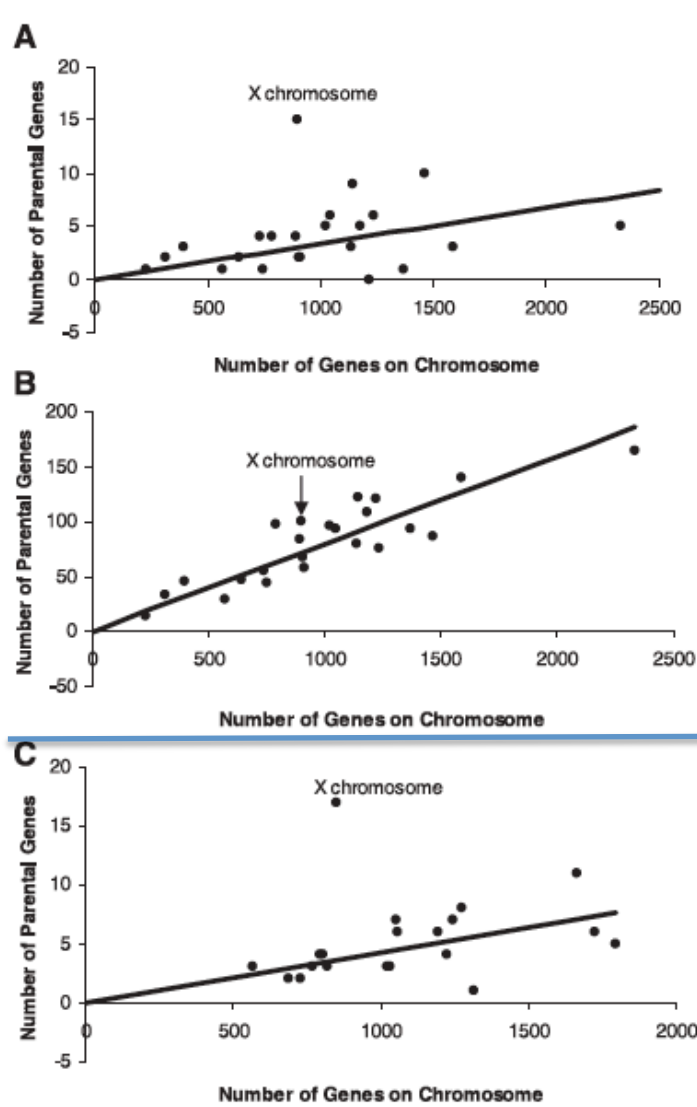 A
20
X chromosome
15
10
5
0
-5
0 500 1000 1500 2000 2500
Number of Parental Genes
Number of Genes on Chromosome
B
200
X chromosome
150
100
50
0
-50
0 500 1000 1500 2000 2500
Number of Parental Genes
Number of Genes on Chromosome
C
20
X chromosome
15
10
5
0
-5
0 500 1000 1500 2000
Number of Parental Genes
Number of Genes on Chromosome